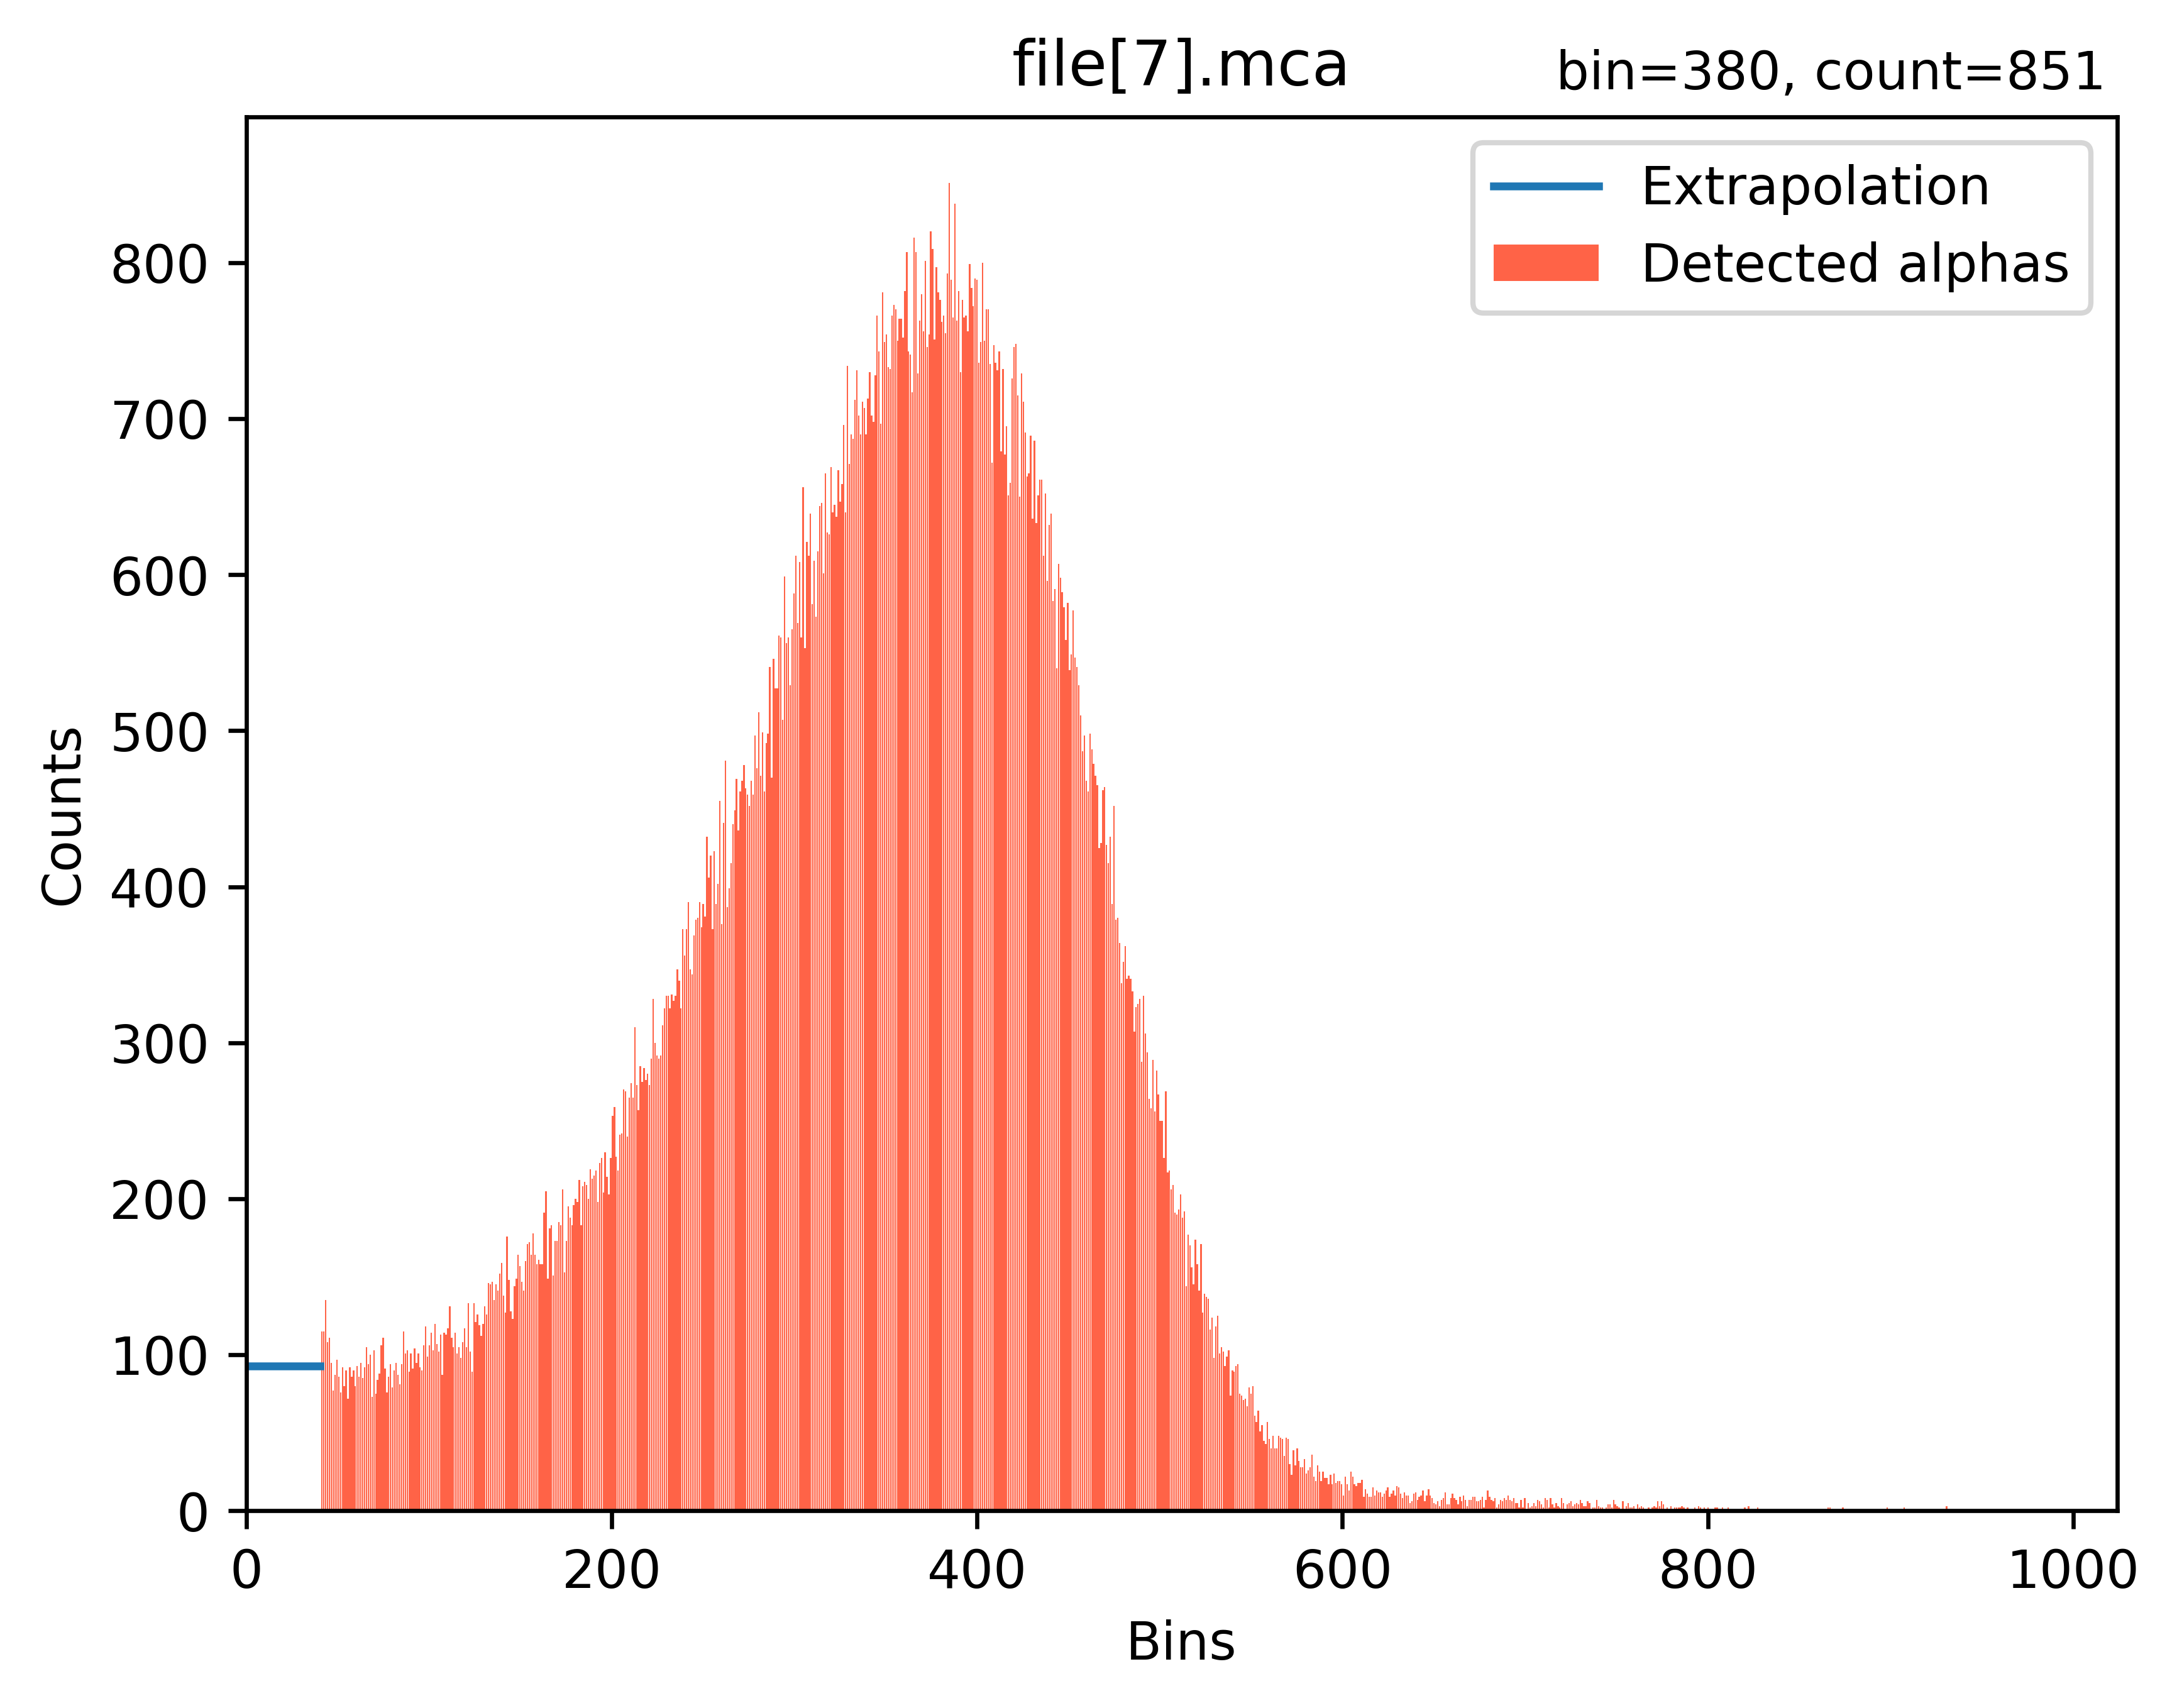 file[7].mca
bin=380, count=851
Extrapolation
Detected alphas
Counts
800
700
600
500
400
300
200
100
0
0 200 400 600 800 1000
Bins